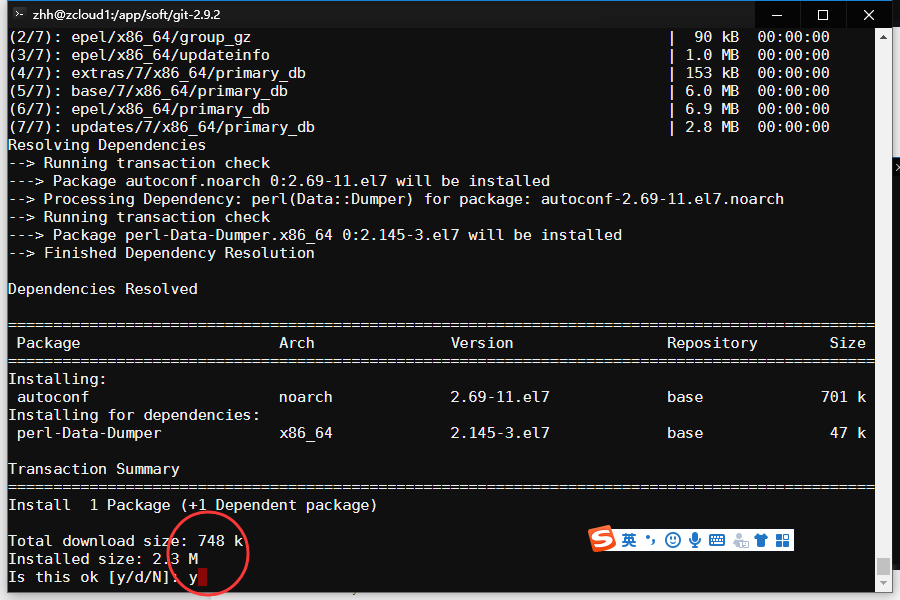 zhh@zcloud1:/app/soft/git-2.9.2
(2/7): epel/x86_64/group_gz | 90 kB 00:00:00
(3/7): epel/x86_64/updateinfo | 1.0 MB 00:00:00
(4/7): extras/7/x86_64/primary_db | 153 kB 00:00:00
(5/7): base/7/x86_64/primary_db | 6.0 MB 00:00:00
(6/7): epel/x86_64/primary_db | 6.9 MB 00:00:00
(7/7): updates/7/x86_64/primary_db | 2.8 MB 00:00:00
Resolving Dependencies
--> Running transaction check
---> Package autoconf.noarch 0:2.69-11.el7 will be installed
--> Processing Dependency: perl(Data::Dumper) for package: autoconf-2.69-11.el7.noarch
--> Running transaction check
---> Package perl-Data-Dumper.x86_64 0:2.145-3.el7 will be installed
--> Finished Dependency Resolution
Dependencies Resolved
Package Arch Version Repository Size
Installing:
autoconf noarch 2.69-11.el7 base 701 k
Installing for dependencies:
perl-Data-Dumper x86_64 2.145-3.el7 base 47 k
Transaction Summary
Install 1 Package (+1 Dependent package)
Total download size: 748 k
Installed size: 2.3 M
Is this ok [y/d/N]: y
S 英